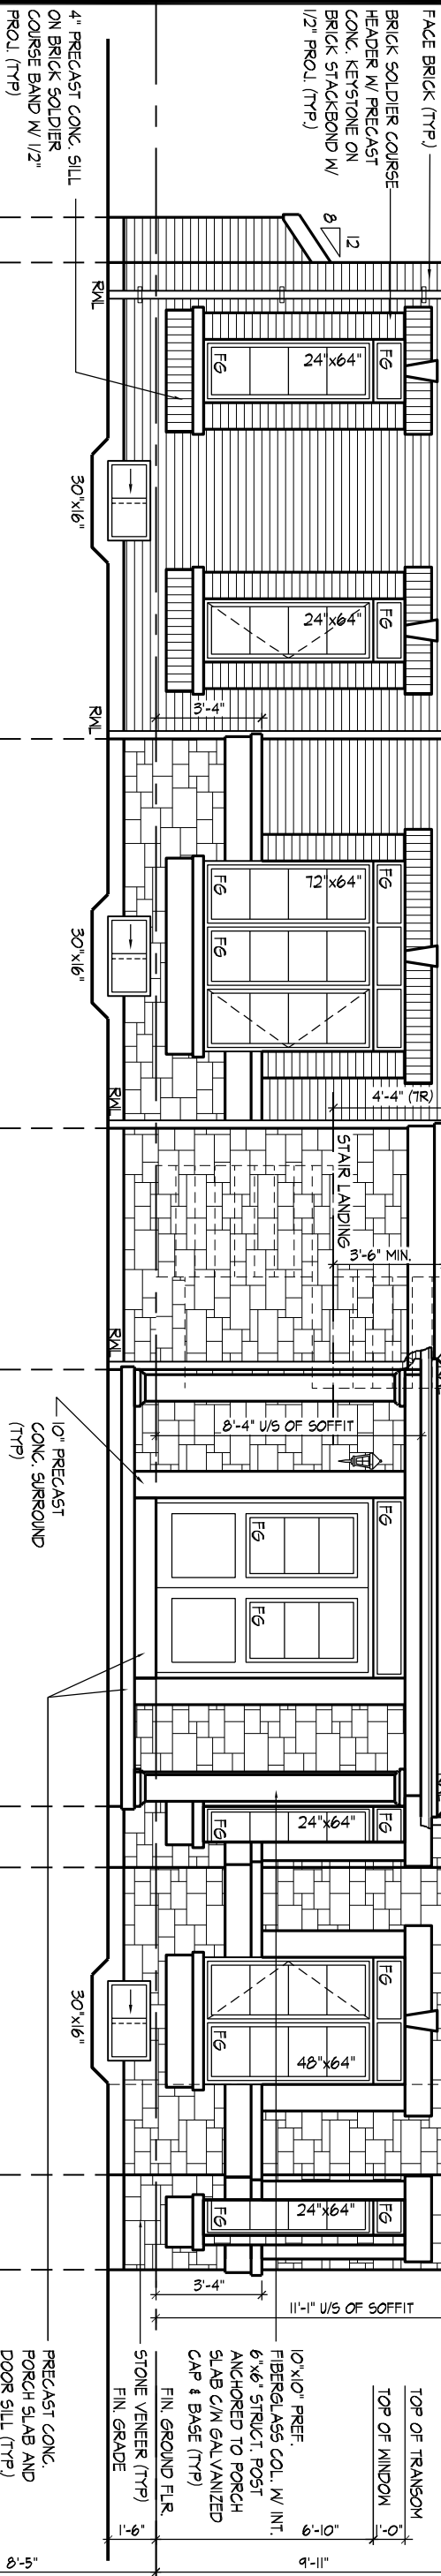 FACE BRICK (TYP.)
BRICK SOLDIER COURSE
HEADER W/ PRECAST
CONC. KEYSTONE ON
BRICK STACKBOND W/
1/2" PROJ. (TYP.)
4" PRECAST CONC. SILL
ON BRICK SOLDIER
COURSE BAND W/ 1/2"
PROJ. (TYP)
12
8
RWL
FG
24"x64"
FG
30"x16"
FG
24"x64"
3'-4"
RWL
FG
72"x64"
FG
FG
30"x16"
4'-4" (7R)
RWL
STAIR LANDING
3'-6" MIN.
RWL
8'-4" U/S OF SOFFIT
10" PRECAST
CONC. SURROUND
(TYP)
FG
FG
FG
FG
24"x64"
FG
FG
48"x64"
FG
30"x16"
FG
24"x64"
FG
3'-4"
11'-1" U/S OF SOFFIT
TOP OF TRANSOM
TOP OF WINDOW
10"x10" PREF.
FIBERGLASS COL. W/ INT.
6"x6" STRUCT. POST
ANCHORED TO PORCH
SLAB C/W GALVANIZED
CAP & BASE (TYP)
FIN. GROUND FLR.
STONE VENEER (TYP)
FIN. GRADE
PRECAST CONC.
PORCH SLAB AND
DOOR SILL (TYP.)
1'-0"
6'-10"
1'-6"
9'-11"
8'-5"